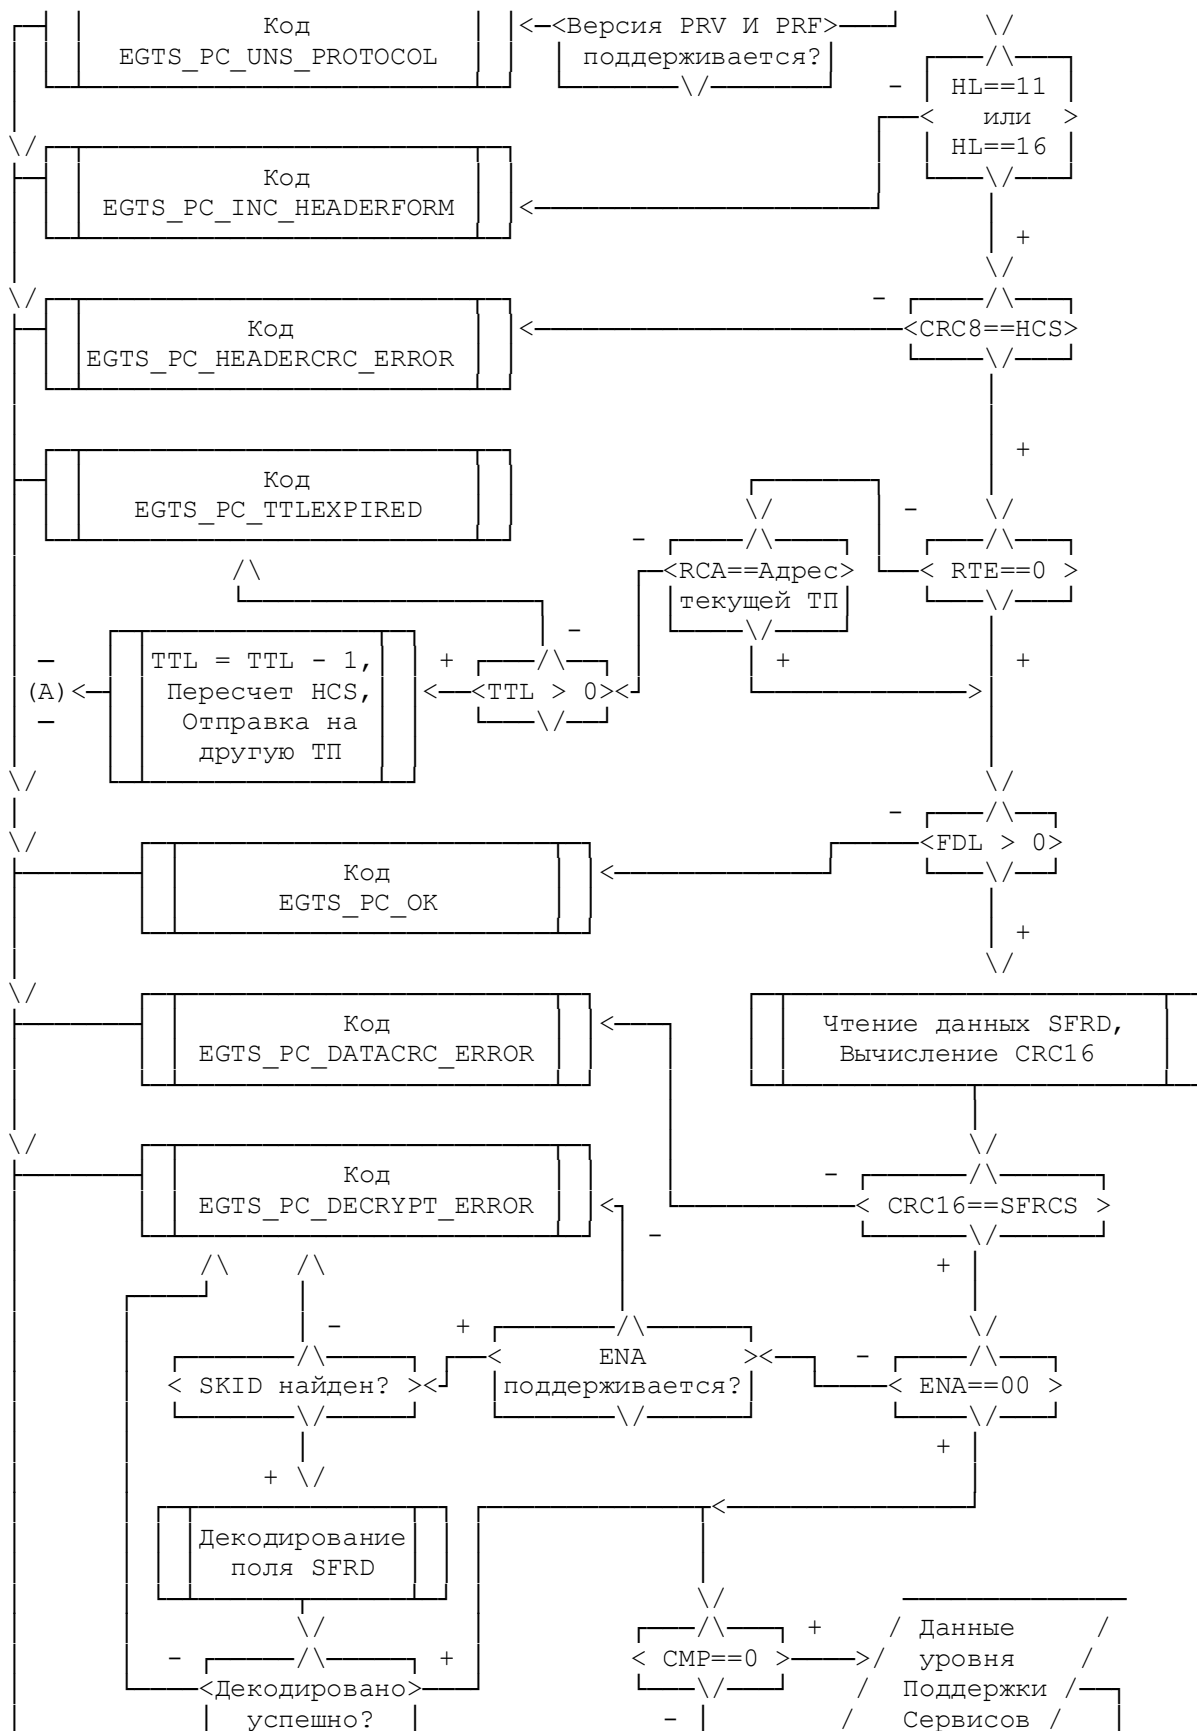 Код
EGTS_PC_UNS_PROTOCOL
<Версия PRV И PRF>
поддерживается?
-
HL==11
< или >
HL==16
Код
EGTS_PC_INC_HEADERFORM
+
-
Код
EGTS_PC_HEADERCRC_ERROR
<CRC8==HCS>
+
Код
EGTS_PC_TTLEXPIRED
-
-
<RCA==Адрес>
текущей ТП
< RTE==0 >
-
+
+
+
(А)
TTL = TTL - 1,
Пересчет HCS,
Отправка на
другую ТП
<TTL > 0>
-
<FDL > 0>
Код
EGTS_PC_OK
+
Код
EGTS_PC_DATACRC_ERROR
Чтение данных SFRD,
Вычисление CRC16
Код
EGTS_PC_DECRYPT_ERROR
-
< CRC16==SFRCS >
-
+
-
+
-
< SKID найден? >
< ENA >
поддерживается?
< ENA==00 >
+
+
Декодирование
поля SFRD
-
+
<Декодировано>
успешно?
+
< CMP==0 >
-
/ Данные /
уровня /
/ Поддержки /
/ Сервисов /